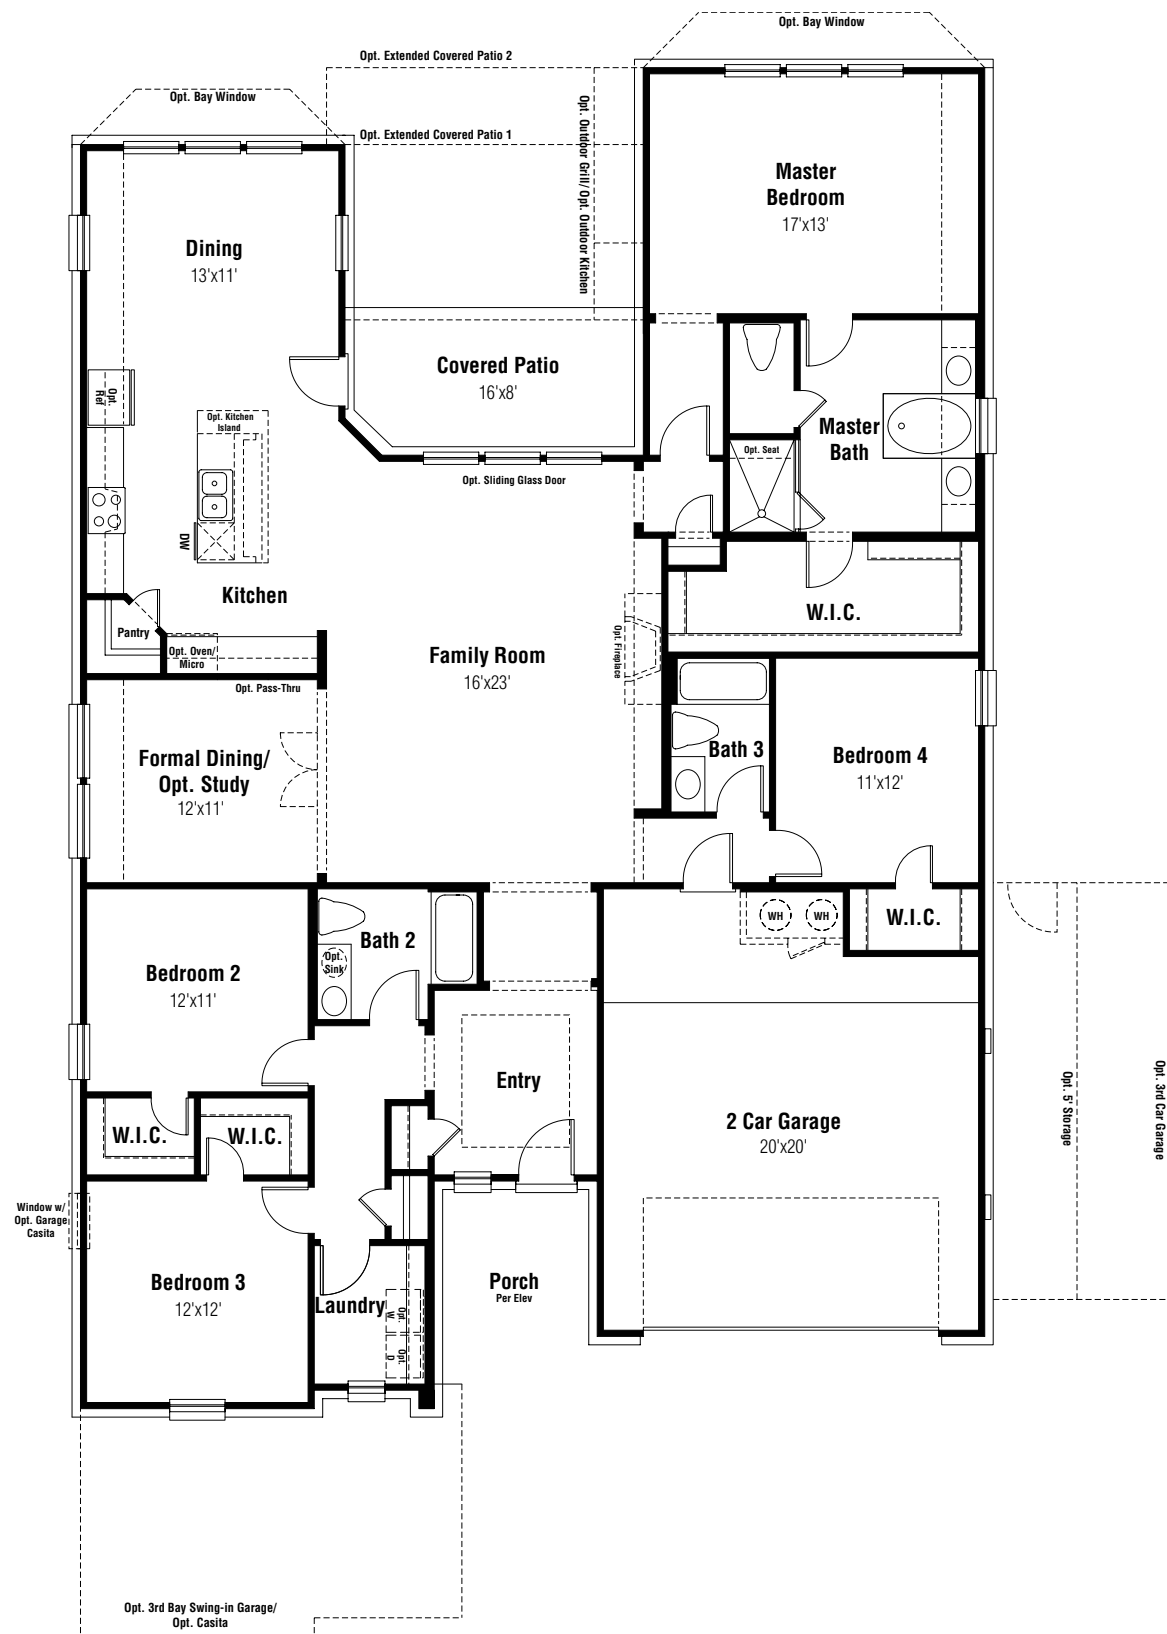 Opt. Bay Window
Opt. Extended Covered Patio 2
Opt. Bay Window
Opt. Extended Covered Patio 1
Opt. Outdoor Grill/ Opt. Outdoor Kitchen
Master
Bedroom
17'x13'
Dining
13'x11'
Covered Patio
16'x8'
Opt.
Ref
Opt. Kitchen
Island
Master
Bath
Opt. Seat
Opt. Sliding Glass Door
DW
Kitchen
W.I.C.
Pantry
Opt. Oven/
Micro
Family Room
16'x23'
Opt. Fireplace
Opt. Pass-Thru
Formal Dining/
Opt. Study
12'x11'
Bath 3
Bedroom 4
11'x12'
WH
WH
W.I.C.
Bath 2
Opt.
Sink
Bedroom 2
12'x11'
Entry
Opt. 5' Storage
Opt. 3rd Car Garage
2 Car Garage
20'x20'
W.I.C.
W.I.C.
Window w/
Opt. Garage
Casita
Bedroom 3
12'x12'
Laundry
Opt.
W
Opt.
D
Porch
Per Elev
Opt. 3rd Bay Swing-in Garage/
Opt. Casita